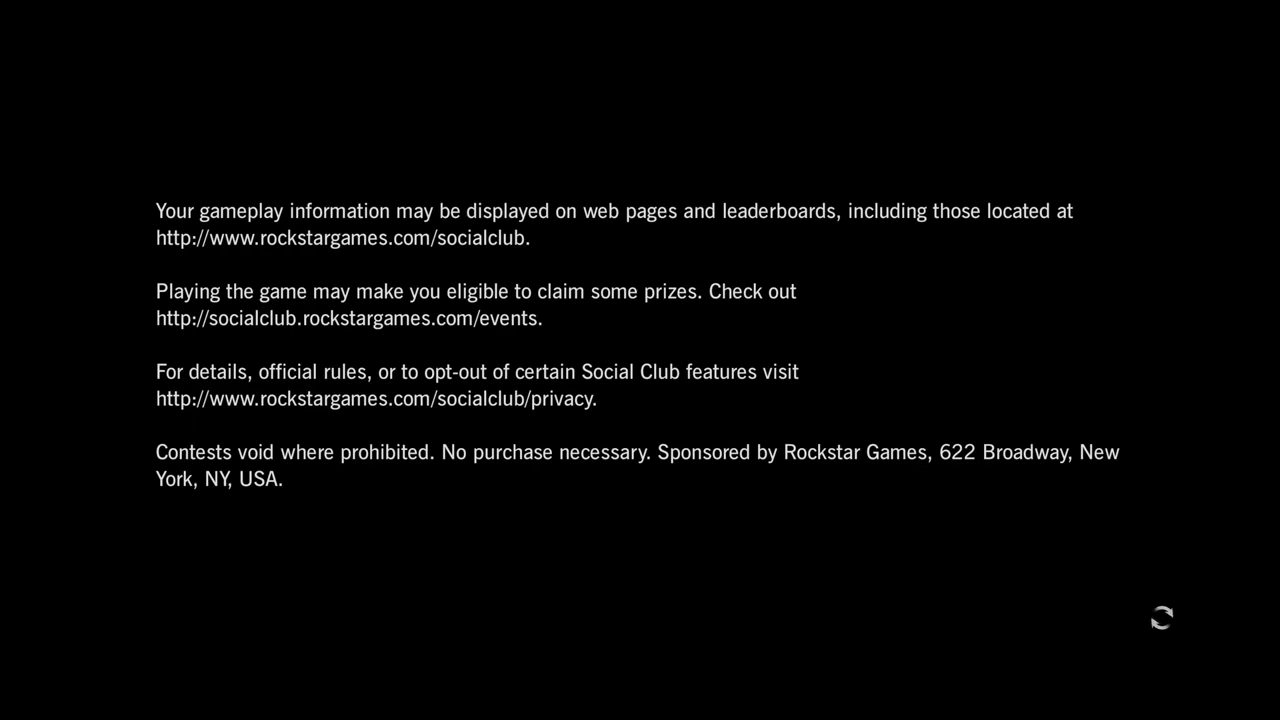 Your gameplay information may be displayed on web pages and leaderboards, including those located at
http://www.rockstargames.com/socialclub.
Playing the game may make you eligible to claim some prizes. Check out
http://socialclub.rockstargames.com/events.
For details, official rules, or to opt-out of certain Social Club features visit
http://www.rockstargames.com/socialclub/privacy.
Contests void where prohibited. No purchase necessary. Sponsored by Rockstar Games, 622 Broadway, New
York, NY, USA.